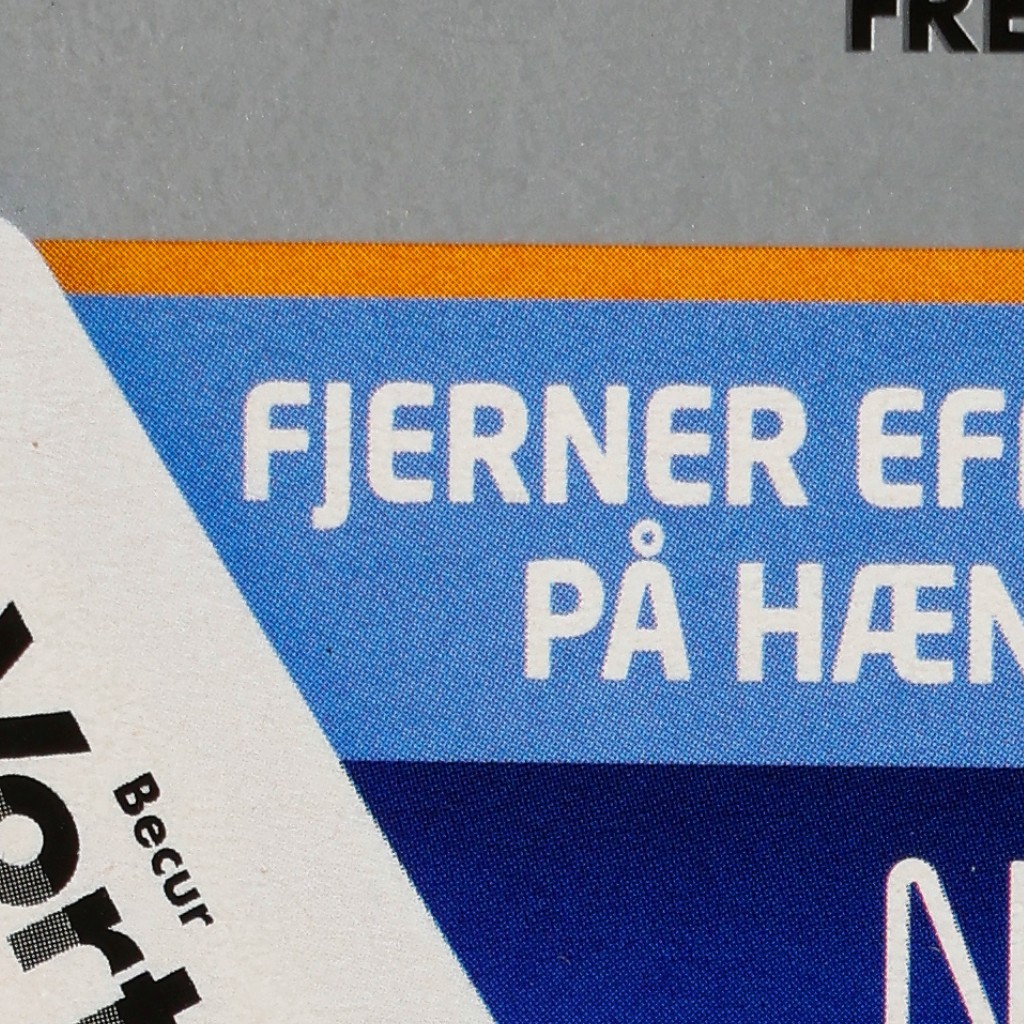 FRE
FJERNER EF
PÅ HÆN
N
Becur
Vort